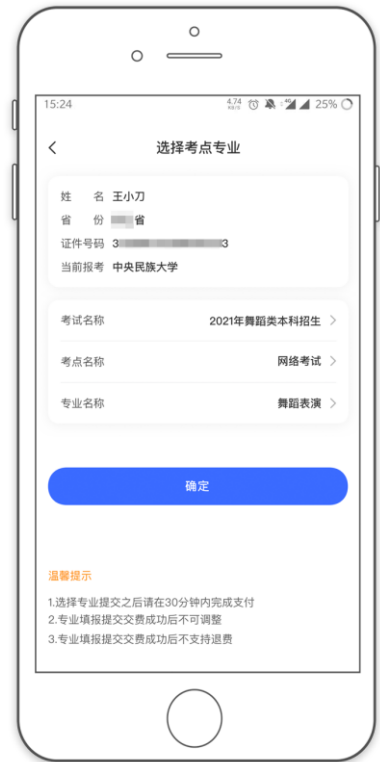 15:24 4.74 KB/s 4G 25%
选择考点专业
姓 名 王小刀
省 份 省
证件号码 3 3
当前报考 中央民族大学
考试名称 2021年舞蹈类本科招生
考点名称 网络考试
专业名称 舞蹈表演
确定
温馨提示
1.选择专业提交之后请在30分钟内完成支付
2.专业填报提交交费成功后不可调整
3.专业填报提交交费成功后不支持退费